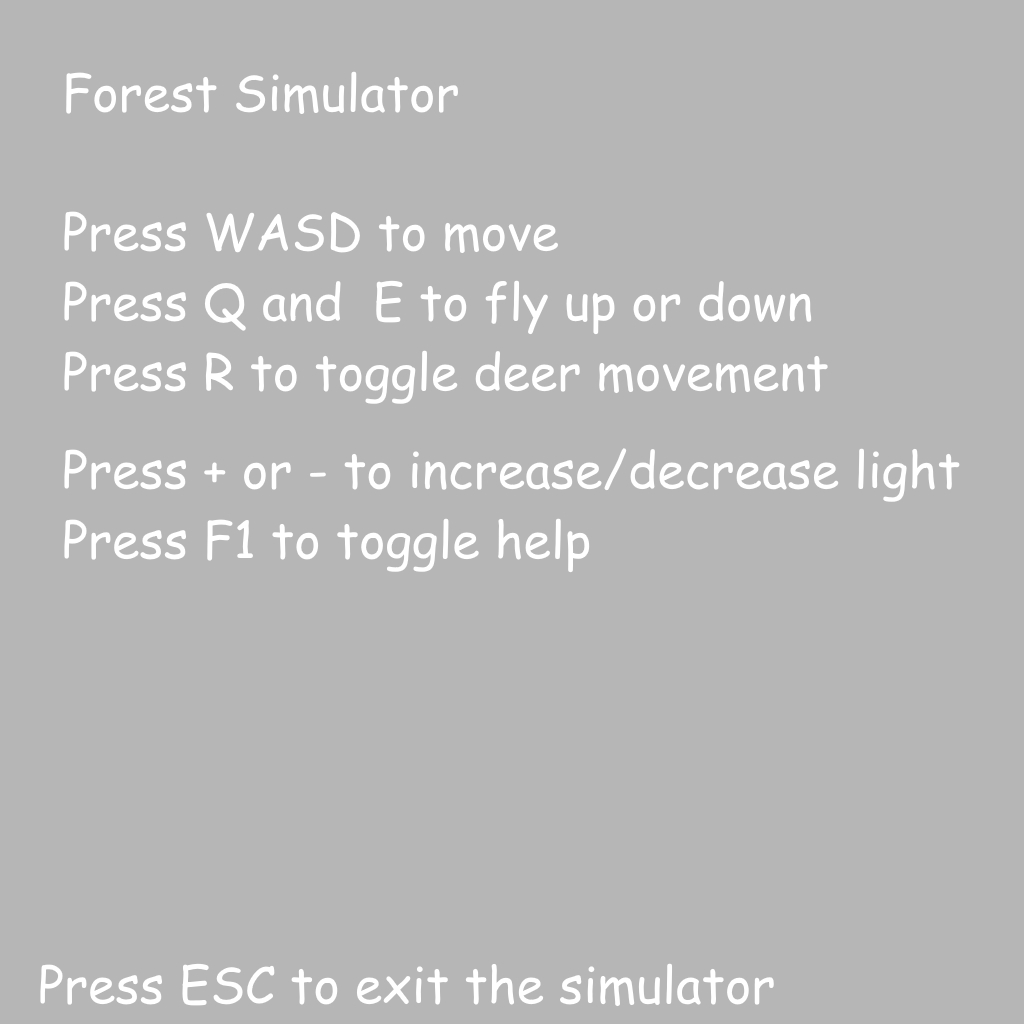 Forest Simulator
Press WASD to move
Press Q and  E to fly up or down
Press R to toggle deer movement
Press + or - to increase/decrease light
Press F1 to toggle help
Press ESC to exit the simulator